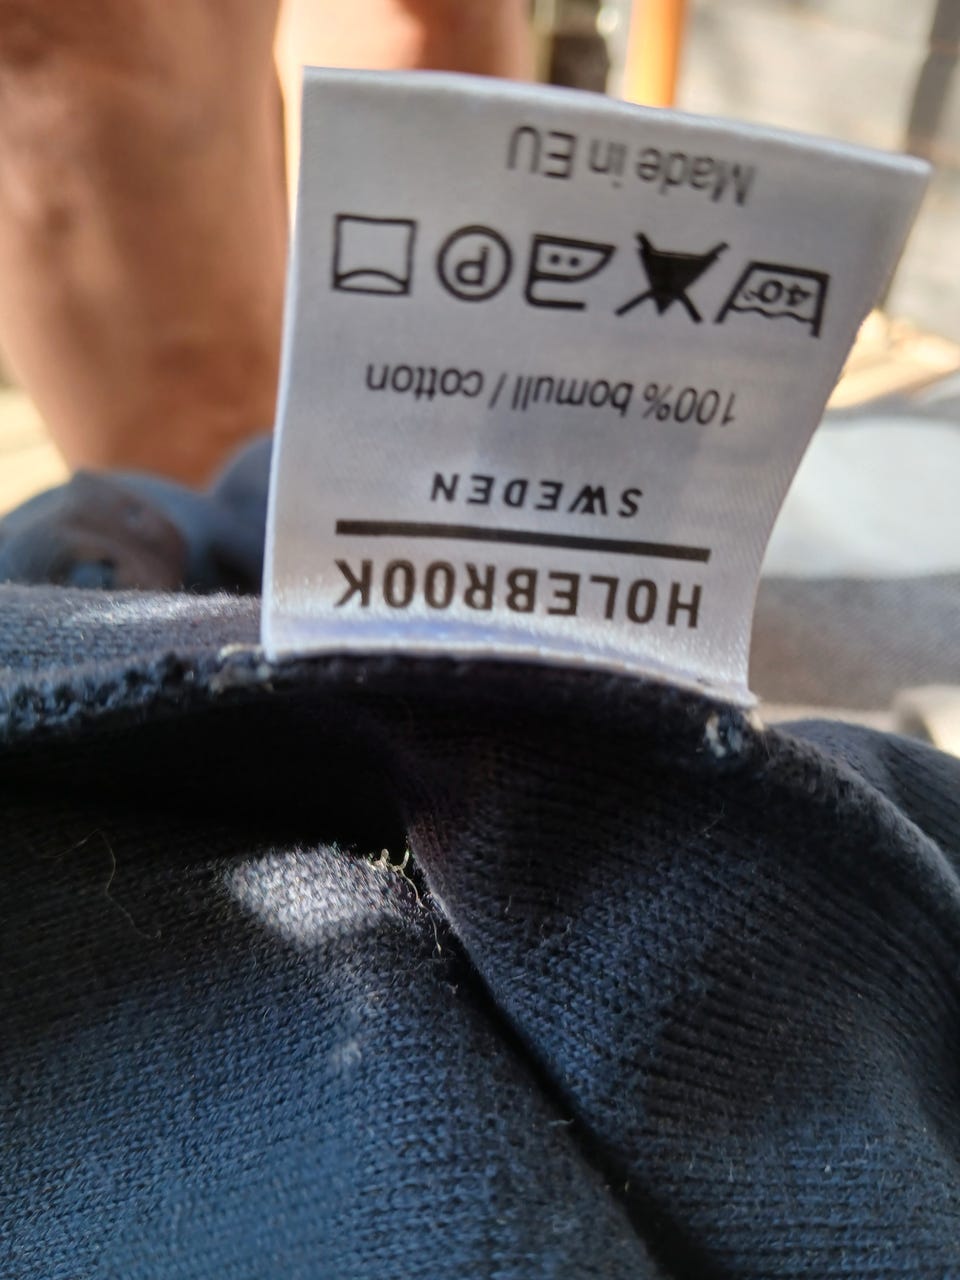 HOLEBROOK
SWEDEN
100% bomull / cotton
40°
P
Made in EU